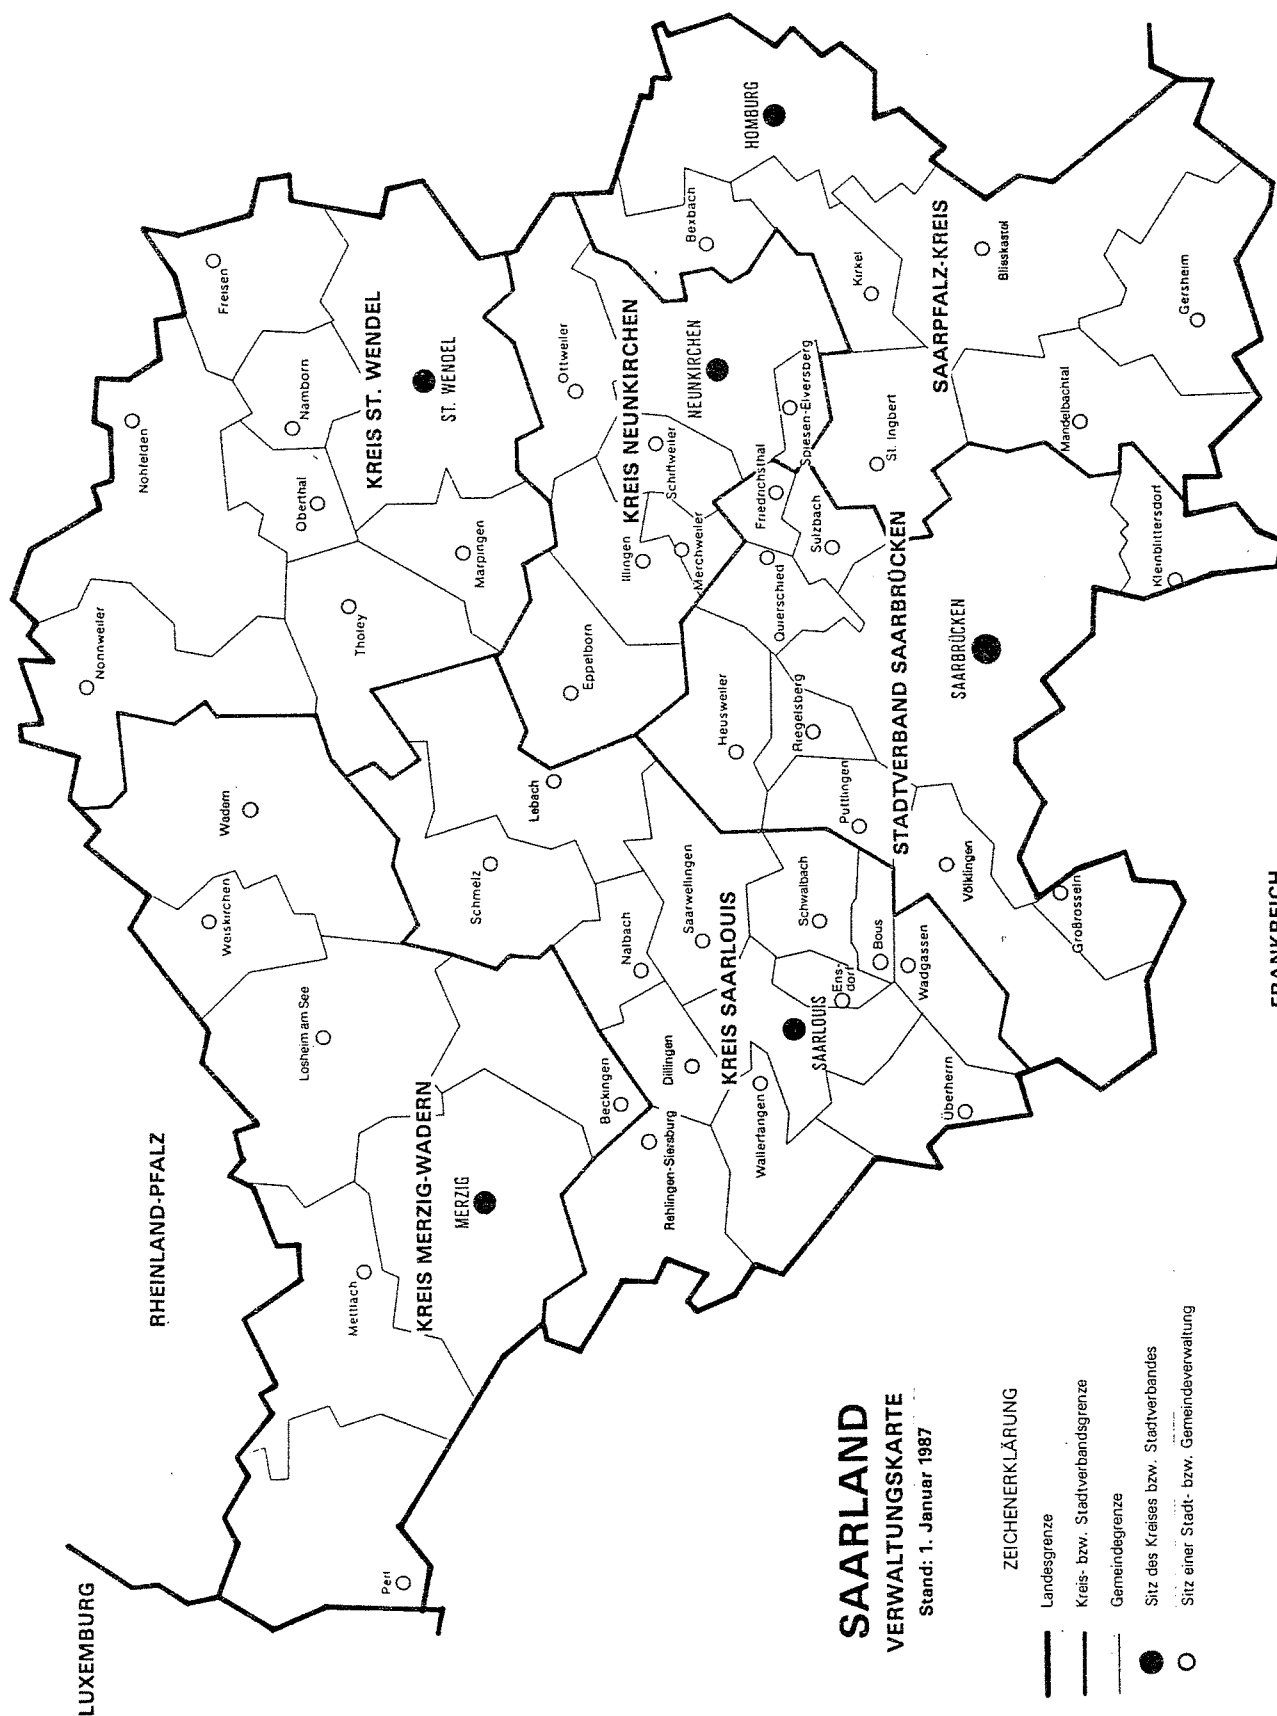 LUXEMBURG
RHEINLAND-PFALZ
FRANKREICH
Nonnweiler
Nohfelden
Freisen
Wadern
Weiskirchen
Oberthal
Namborn
Tholey
KREIS ST. WENDEL
ST. WENDEL
Marpingen
Losheim am See
Mettlach
Perl
KREIS MERZIG-WADERN
MERZIG
Beckingen
Schmelz
Lebach
Eppelborn
Ottweiler
KREIS NEUNKIRCHEN
Illingen
Merchweiler
Schiffweiler
NEUNKIRCHEN
Spiesen-Elversberg
Bexbach
HOMBURG
Kirkel
SAARPFALZ-KREIS
Blieskastel
Gersheim
Mandelbachtal
St. Ingbert
Rehlingen-Siersburg
Dillingen
Nalbach
Saarwellingen
KREIS SAARLOUIS
Wallerfangen
SAARLOUIS
Ens-
dorf
Schwalbach
Bous
Wadgassen
Überherrn
Heusweiler
Riegelsberg
Püttlingen
Quierschied
Friedrichsthal
Sulzbach
STADTVERBAND SAARBRÜCKEN
SAARBRÜCKEN
Völklingen
Großrosseln
Kleinblittersdorf
SAARLAND
VERWALTUNGSKARTE
Stand: 1. Januar 1987
ZEICHENERKLÄRUNG
Landesgrenze
Kreis- bzw. Stadtverbandsgrenze
Gemeindegrenze
Sitz des Kreises bzw. Stadtverbandes
Sitz einer Stadt- bzw. Gemeindeverwaltung